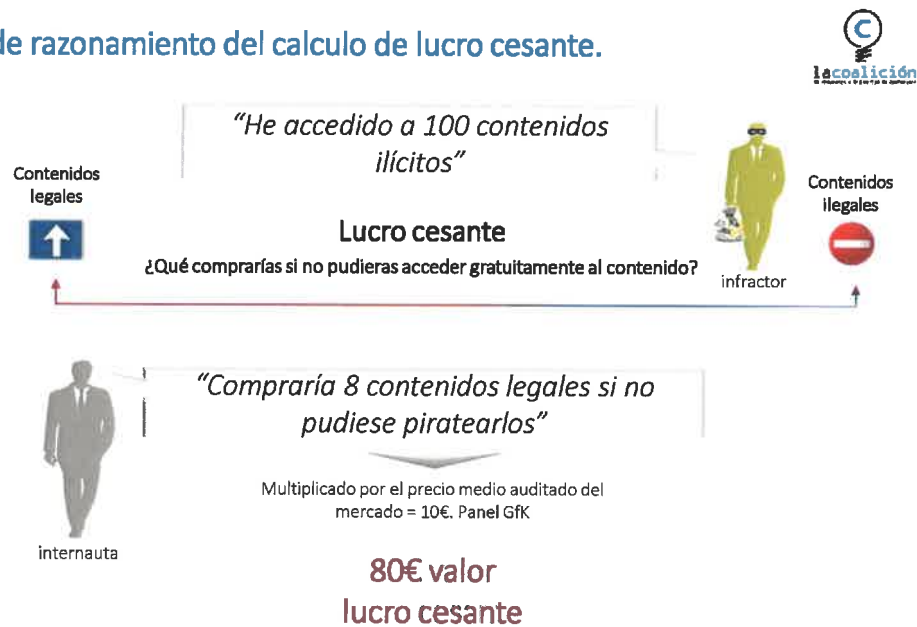 de razonamiento del calculo de lucro cesante.
C
lacoalición
"He accedido a 100 contenidos
ilícitos"
Contenidos
legales
Contenidos
ilegales
Lucro cesante
¿Qué comprarías si no pudieras acceder gratuitamente al contenido?
infractor
"Compraría 8 contenidos legales si no
pudiese piratearlos"
Multiplicado por el precio medio auditado del
mercado = 10€. Panel GfK
internauta
80€ valor
lucro cesante